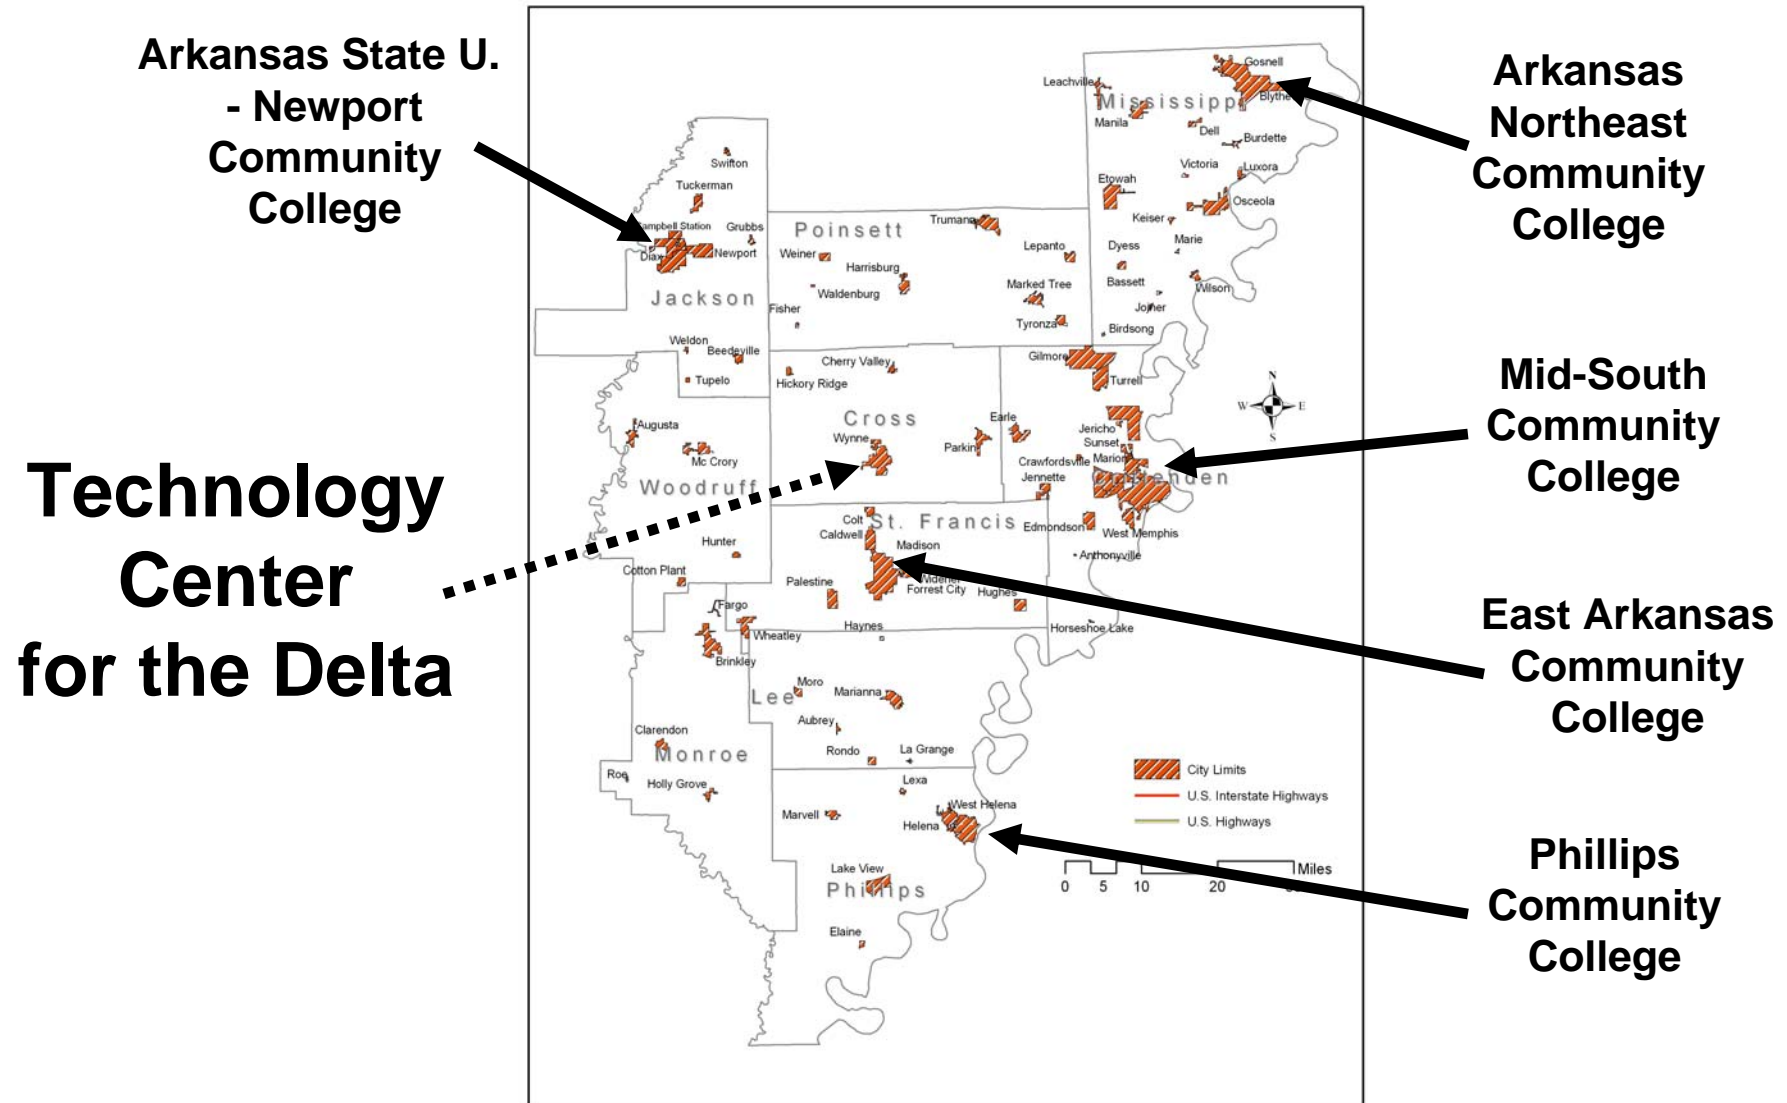 Arkansas State U.
- Newport
Community
College
Technology
Center
for the Delta
Arkansas
Northeast
Community
College
Mid-South
Community
College
East Arkansas
Community
College
Phillips
Community
College
Gosnell
Leachville
Mississippi
Manila
Dell
Burdette
Victoria
Luxora
Etowah
Osceola
Keiser
Marie
Dyess
Bassett
Wilson
Joiner
Birdsong
Swifton
Tuckerman
Campbell Station
Grubbs
Diaz
Newport
Jackson
Weldon
Beedeville
Tupelo
Poinsett
Trumann
Weiner
Harrisburg
Lepanto
Waldenburg
Marked Tree
Fisher
Tyronza
Cherry Valley
Hickory Ridge
Cross
Wynne
Parkin
Gilmore
Turrell
Earle
Jericho
Sunset
Crawfordsville
Marion
Jennette
Crittenden
Edmondson
West Memphis
Anthonyville
Horseshoe Lake
N
W
E
S
Augusta
Mc Crory
Woodruff
Hunter
Cotton Plant
Colt
St. Francis
Caldwell
Madison
Widener
Palestine
Forrest City
Hughes
Haynes
Fargo
Wheatley
Brinkley
Moro
Marianna
Lee
Aubrey
Rondo
La Grange
Clarendon
Monroe
Roe
Holly Grove
Lexa
West Helena
Marvell
Helena
Lake View
Phillips
Elaine
City Limits
U.S. Interstate Highways
U.S. Highways
Miles
0 5 10 20